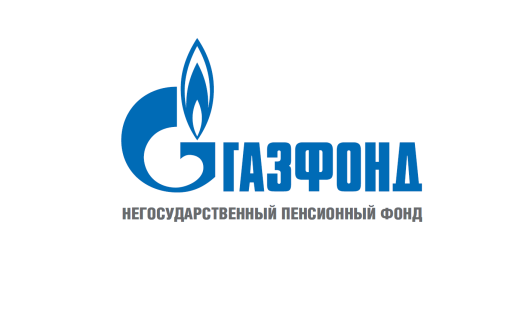 ГАЗФОНД
НЕГОСУДАРСТВЕННЫЙ ПЕНСИОННЫЙ ФОНД